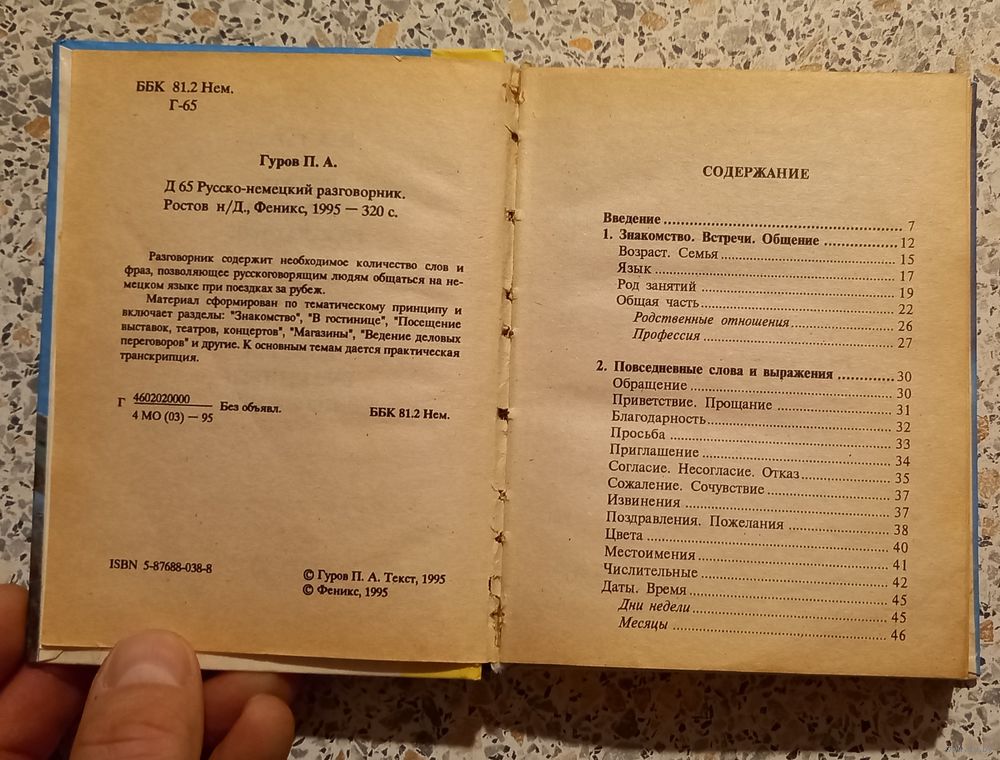 ББК 81.2 Нем.
Г-65
Гуров П. А.
Д 65 Русско-немецкий разговорник.
Ростов н/Д., Феникс, 1995 — 320 с.
Разговорник содержит необходимое количество слов и
фраз, позволяющее русскоговорящим людям общаться на не-
мецком языке при поездках за рубеж.
Материал сформирован по тематическому принципу и
включает разделы: "Знакомство", "В гостинице", "Посещение
выставок, театров, концертов", "Магазины", "Ведение деловых
переговоров" и другие. К основным темам дается практическая
транскрипция.
Г 4602020000 Без объявл.
4 МО (03) — 95
ББК 81.2 Нем.
ISBN 5-87688-038-8
© Гуров П. А. Текст, 1995
© Феникс, 1995
СОДЕРЖАНИЕ
Введение ........ 7
1. Знакомство. Встречи. Общение ........ 12
Возраст. Семья ........ 15
Язык ........ 17
Род занятий ........ 19
Общая часть ........ 22
Родственные отношения ........ 26
Профессия ........ 27
2. Повседневные слова и выражения ........ 30
Обращение ........ 30
Приветствие. Прощание ........ 31
Благодарность ........ 32
Просьба ........ 33
Приглашение ........ 34
Согласие. Несогласие. Отказ ........ 35
Сожаление. Сочувствие ........ 37
Извинения ........ 37
Поздравления. Пожелания ........ 38
Цвета ........ 40
Местоимения ........ 41
Числительные ........ 42
Даты. Время ........ 45
Дни недели ........ 45
Месяцы ........ 46